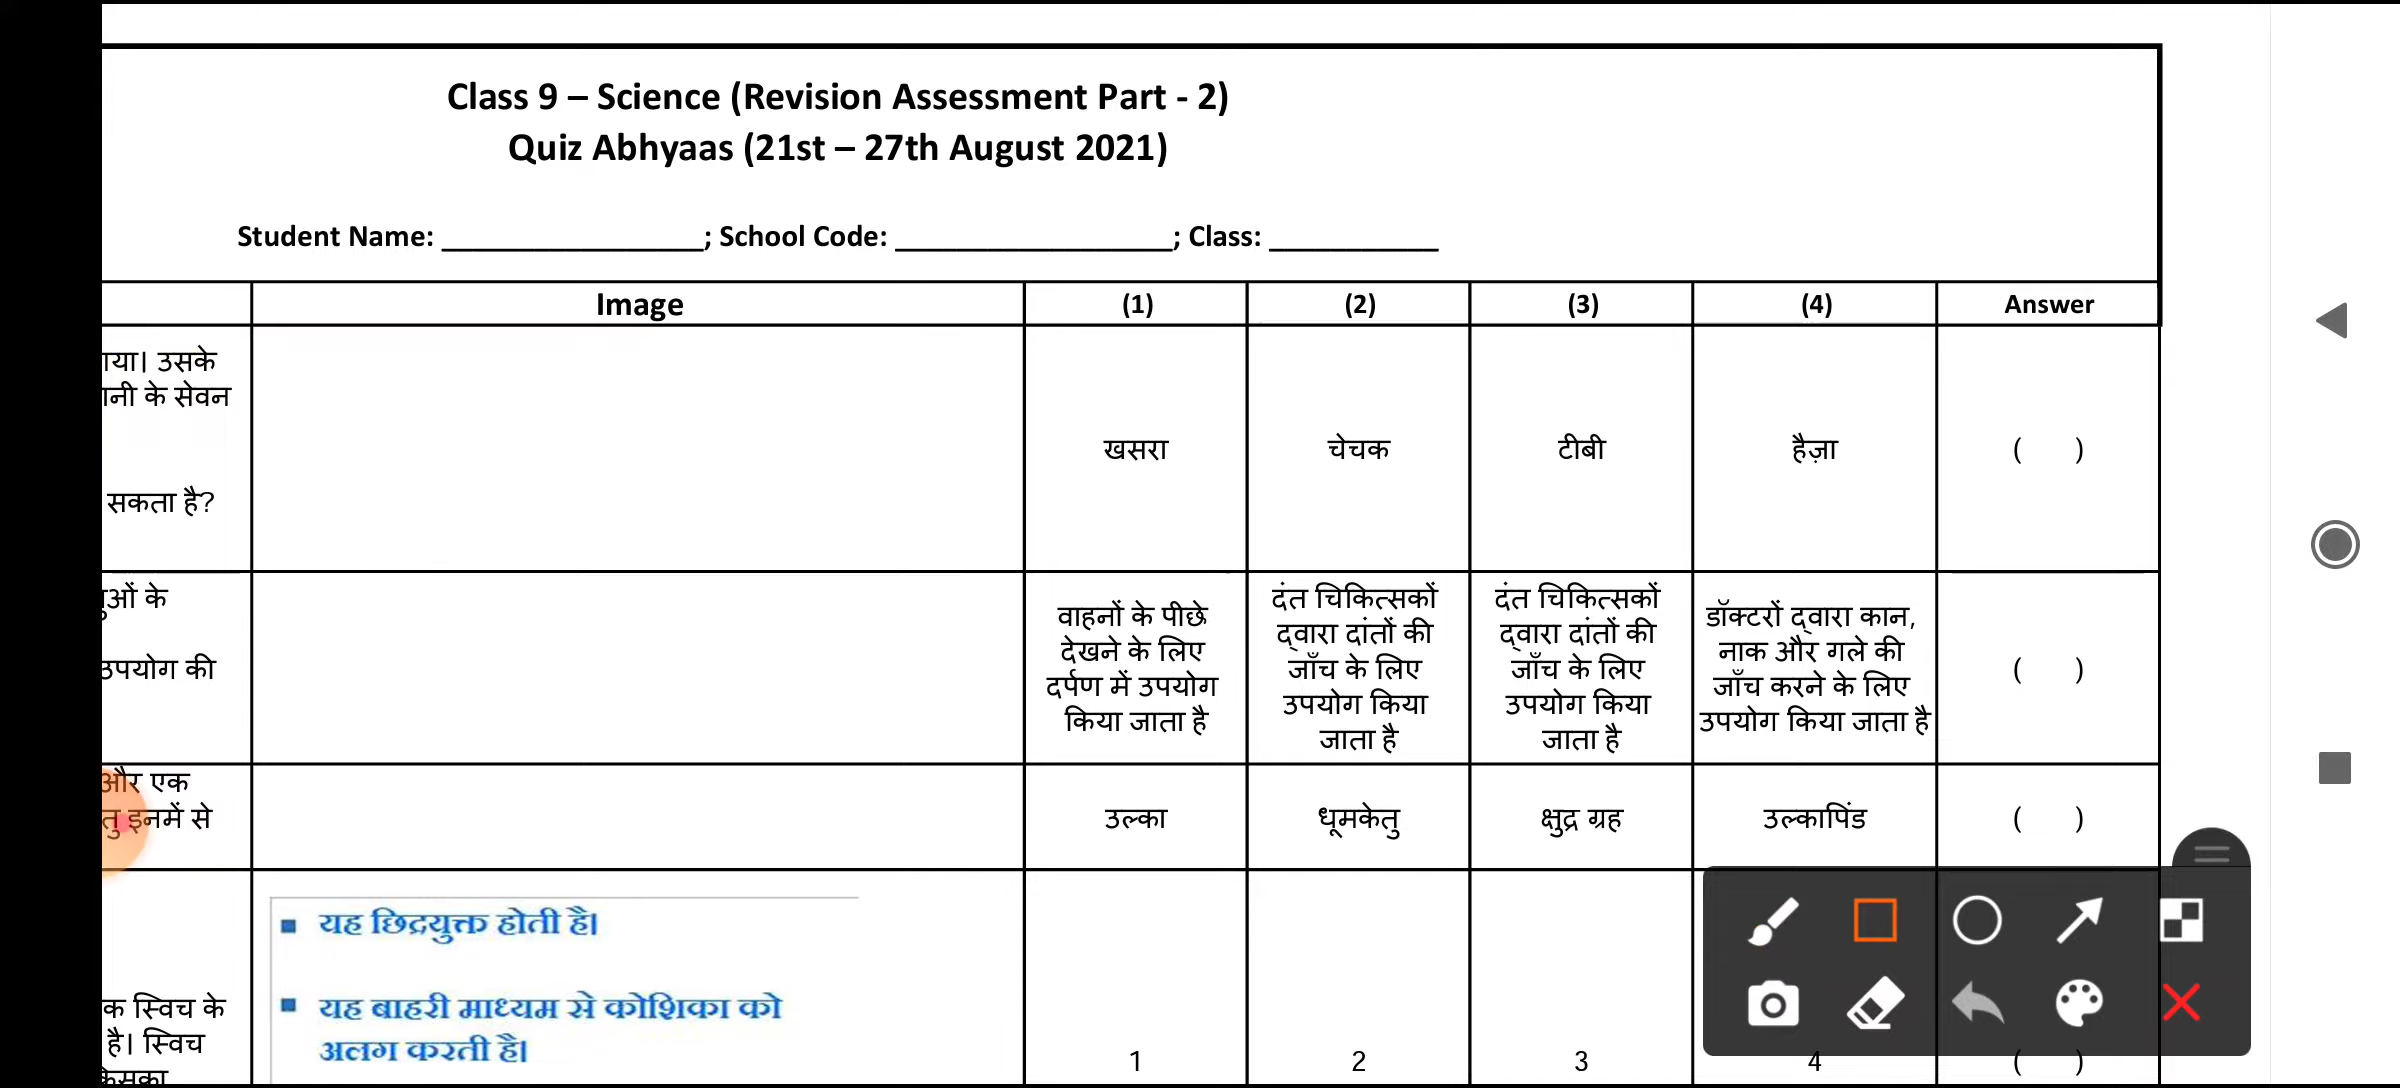 Class 9 – Science (Revision Assessment Part - 2)
Quiz Abhyaas (21st – 27th August 2021)
Student Name: __________________; School Code: ___________________; Class: ____________
Image (1) (2) (3) (4) Answer
उसके
के सेवन
सकता है?
खसरा चेचक टीबी हैज़ा ( )
के
उपयोग की
वाहनों के पीछे
देखने के लिए
दर्पण में उपयोग
किया जाता है
दंत चिकित्सकों
द्वारा दांतों की
जाँच के लिए
उपयोग किया
जाता है
दंत चिकित्सकों
द्वारा दांतों की
जाँच के लिए
उपयोग किया
जाता है
डॉक्टरों द्वारा कान,
नाक और गले की
जाँच करने के लिए
उपयोग किया जाता है
( )
और एक
इनमें से
उल्का धूमकेतु क्षुद्र ग्रह उल्कापिंड ( )
स्विच के
है। स्विच
यह छिद्रयुक्त होती है।
यह बाहरी माध्यम से कोशिका को
अलग करती है।
1 2 3 4 ( )